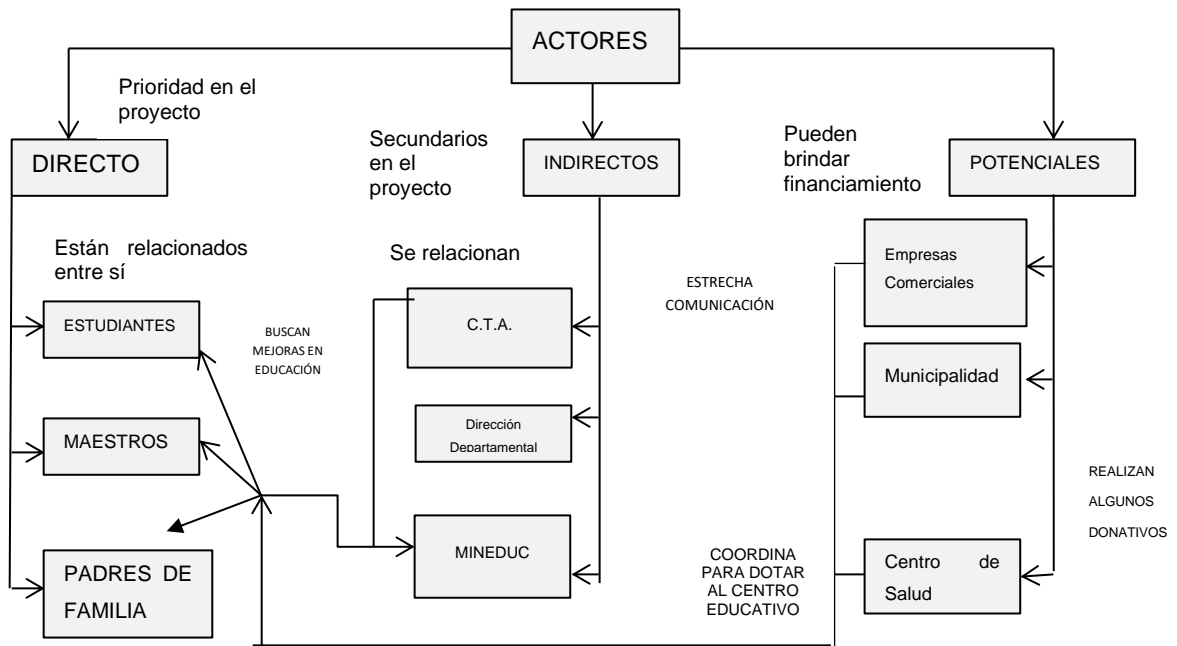 ACTORES
Prioridad en el
proyecto
DIRECTO
Secundarios
en el
proyecto
INDIRECTOS
Pueden
brindar
financiamiento
POTENCIALES
Están relacionados
entre sí
Se relacionan
ESTRECHA
COMUNICACIÓN
Empresas
Comerciales
ESTUDIANTES
BUSCAN
MEJORAS EN
EDUCACIÓN
C.T.A.
Municipalidad
MAESTROS
Dirección
Departamental
REALIZAN
ALGUNOS
DONATIVOS
PADRES DE
FAMILIA
MINEDUC
COORDINA
PARA DOTAR
AL CENTRO
EDUCATIVO
Centro de
Salud